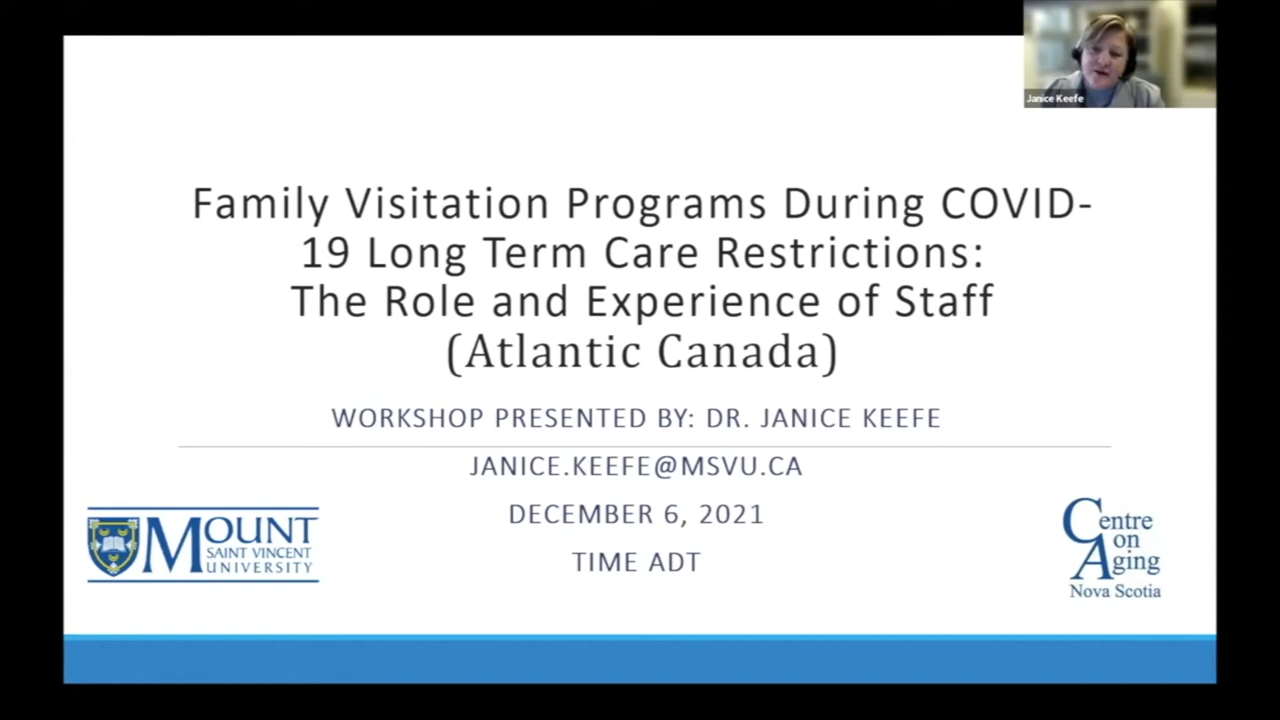 Janice Keefe
Family Visitation Programs During COVID-
19 Long Term Care Restrictions:
The Role and Experience of Staff
(Atlantic Canada)
WORKSHOP PRESENTED BY: DR. JANICE KEEFE
JANICE.KEEFE@MSVU.CA
DECEMBER 6, 2021
TIME ADT
MOUNT
SAINT VINCENT
UNIVERSITY
Centre
on
Aging
Nova Scotia